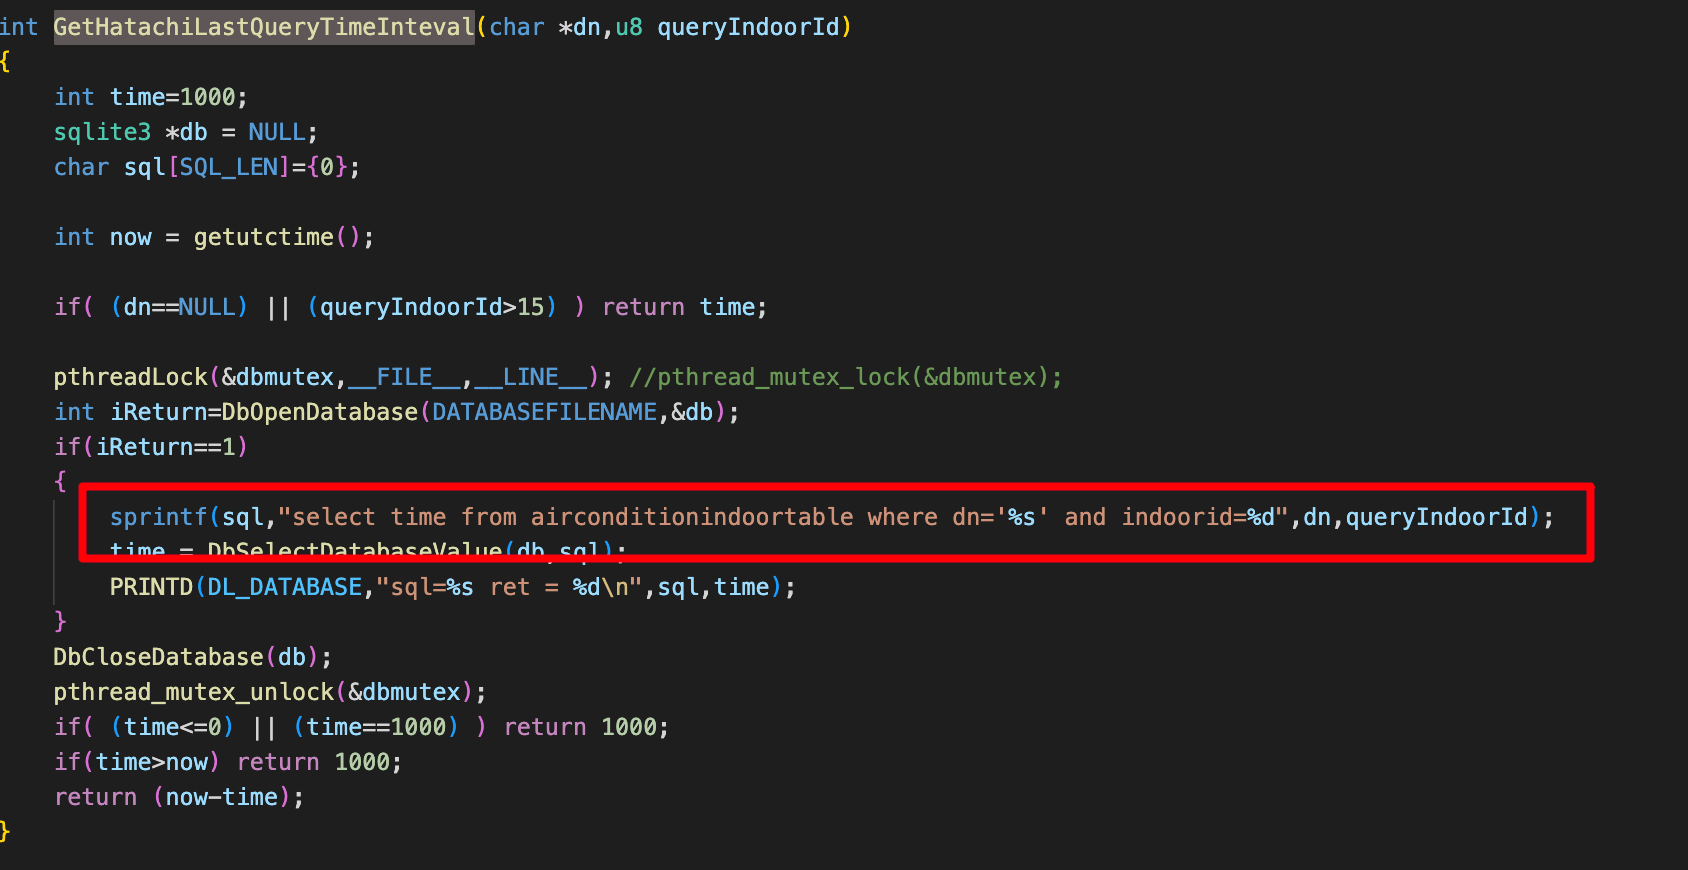 int GetHatachiLastQueryTimeInteval(char *dn,u8 queryIndoorId)
{
int time=1000;
sqlite3 *db = NULL;
char sql[SQL_LEN]={0};
int now = getutctime();
if( (dn==NULL) || (queryIndoorId>15) ) return time;
pthreadLock(&dbmutex,__FILE__,__LINE__); //pthread_mutex_lock(&dbmutex);
int iReturn=DbOpenDatabase(DATABASEFILENAME,&db);
if(iReturn==1)
{
sprintf(sql,"select time from airconditionindoortable where dn='%s' and indoorid=%d",dn,queryIndoorId);
time = DbSelectDatabaseValue(db,sql);
PRINTD(DL_DATABASE,"sql=%s ret = %d\n",sql,time);
}
DbCloseDatabase(db);
pthread_mutex_unlock(&dbmutex);
if( (time<=0) || (time==1000) ) return 1000;
if(time>now) return 1000;
return (now-time);
}